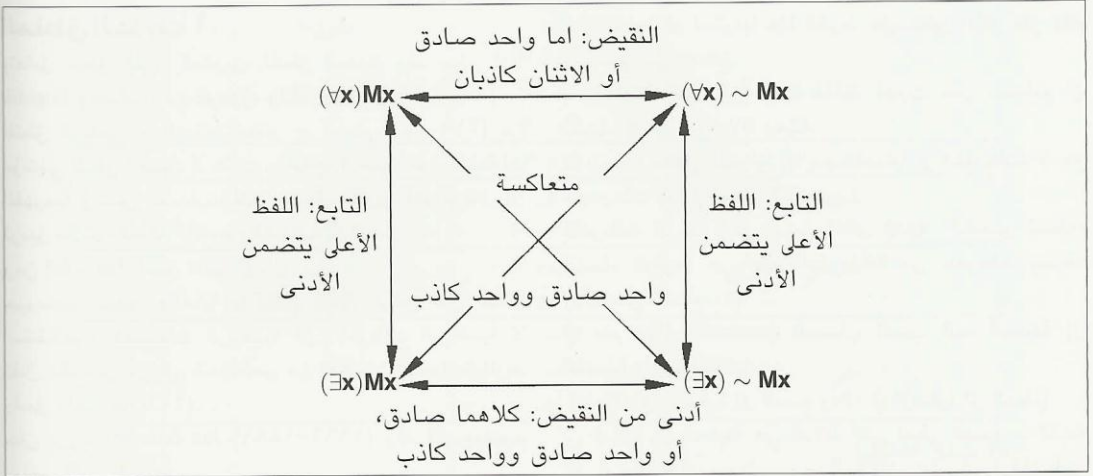 النقيض: اما واحد صادق
أو الاثنان كاذبان
(∀x)Mx
(∀x) ~ Mx
متعاكسة
التابع: اللفظ
الأعلى يتضمن
الأدنى
التابع: اللفظ
الأعلى يتضمن
الأدنى
واحد صادق وواحد كاذب
(∃x)Mx
(∃x) ~ Mx
أدنى من النقيض: كلاهما صادق،
أو واحد صادق وواحد كاذب